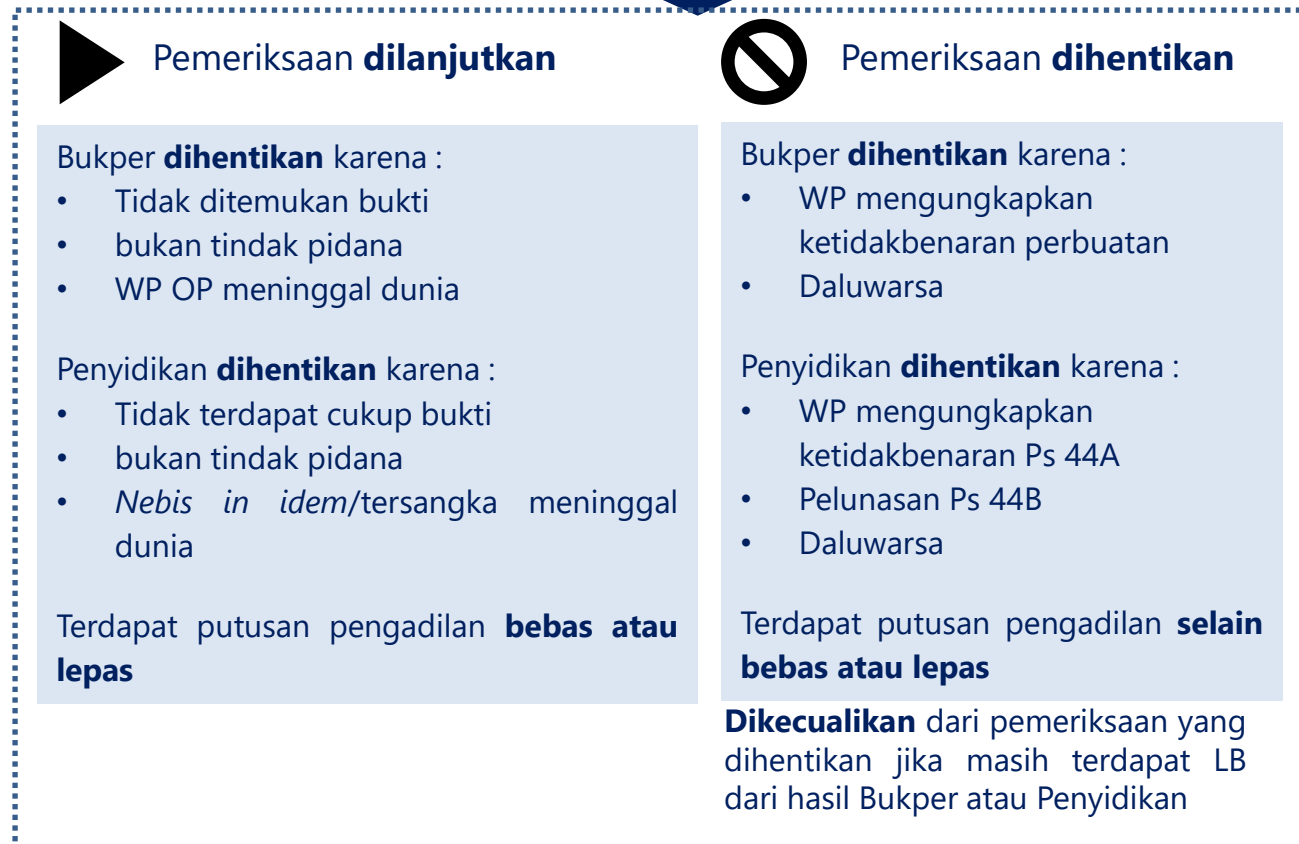 Pemeriksaan dilanjutkan
Bukper dihentikan karena :
• Tidak ditemukan bukti
• bukan tindak pidana
• WP OP meninggal dunia
Penyidikan dihentikan karena :
• Tidak terdapat cukup bukti
• bukan tindak pidana
• Nebis in idem/tersangka meninggal
dunia
Terdapat putusan pengadilan bebas atau
lepas
Pemeriksaan dihentikan
Bukper dihentikan karena :
• WP mengungkapkan
ketidakbenaran perbuatan
• Daluwarsa
Penyidikan dihentikan karena :
• WP mengungkapkan
ketidakbenaran Ps 44A
• Pelunasan Ps 44B
• Daluwarsa
Terdapat putusan pengadilan selain
bebas atau lepas
Dikecualikan dari pemeriksaan yang
dihentikan jika masih terdapat LB
dari hasil Bukper atau Penyidikan